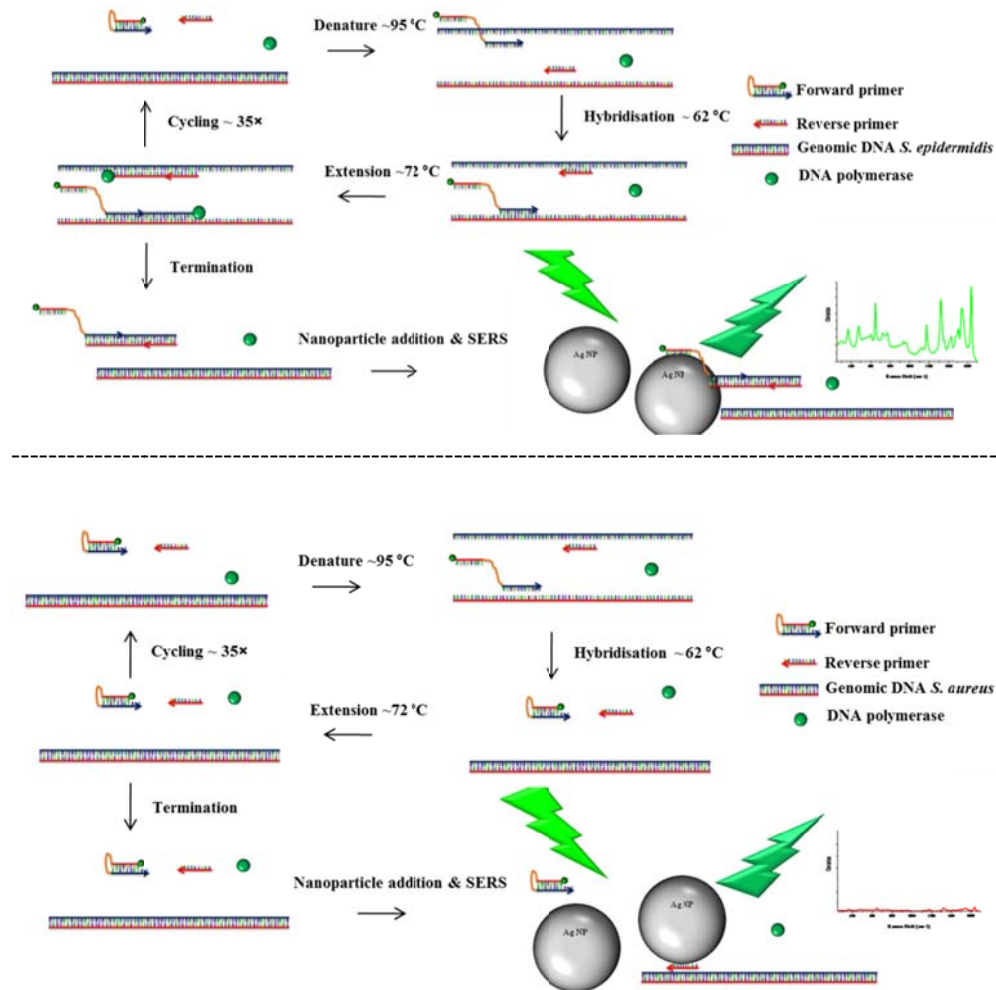 Denature ~95 °C
Forward primer
Cycling ~ 35×
Hybridisation ~ 62 °C
Reverse primer
Genomic DNA S. epidermidis
Extension ~72 °C
DNA polymerase
Termination
Nanoparticle addition & SERS
Ag NP
Ag NP
Denature ~95 °C
Forward primer
Cycling ~ 35×
Hybridisation ~ 62 °C
Reverse primer
Genomic DNA S. aureus
Extension ~72 °C
DNA polymerase
Termination
Nanoparticle addition & SERS
Ag NP
Ag NP